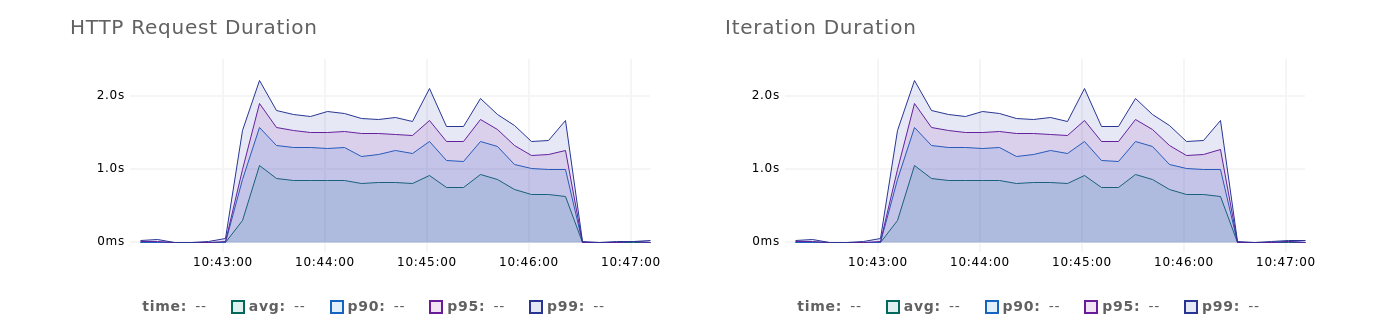 HTTP Request Duration
2.0s
1.0s
0ms
10:43:00 10:44:00 10:45:00 10:46:00 10:47:00
time: -- avg: -- p90: -- p95: -- p99: --
Iteration Duration
2.0s
1.0s
0ms
10:43:00 10:44:00 10:45:00 10:46:00 10:47:00
time: -- avg: -- p90: -- p95: -- p99: --